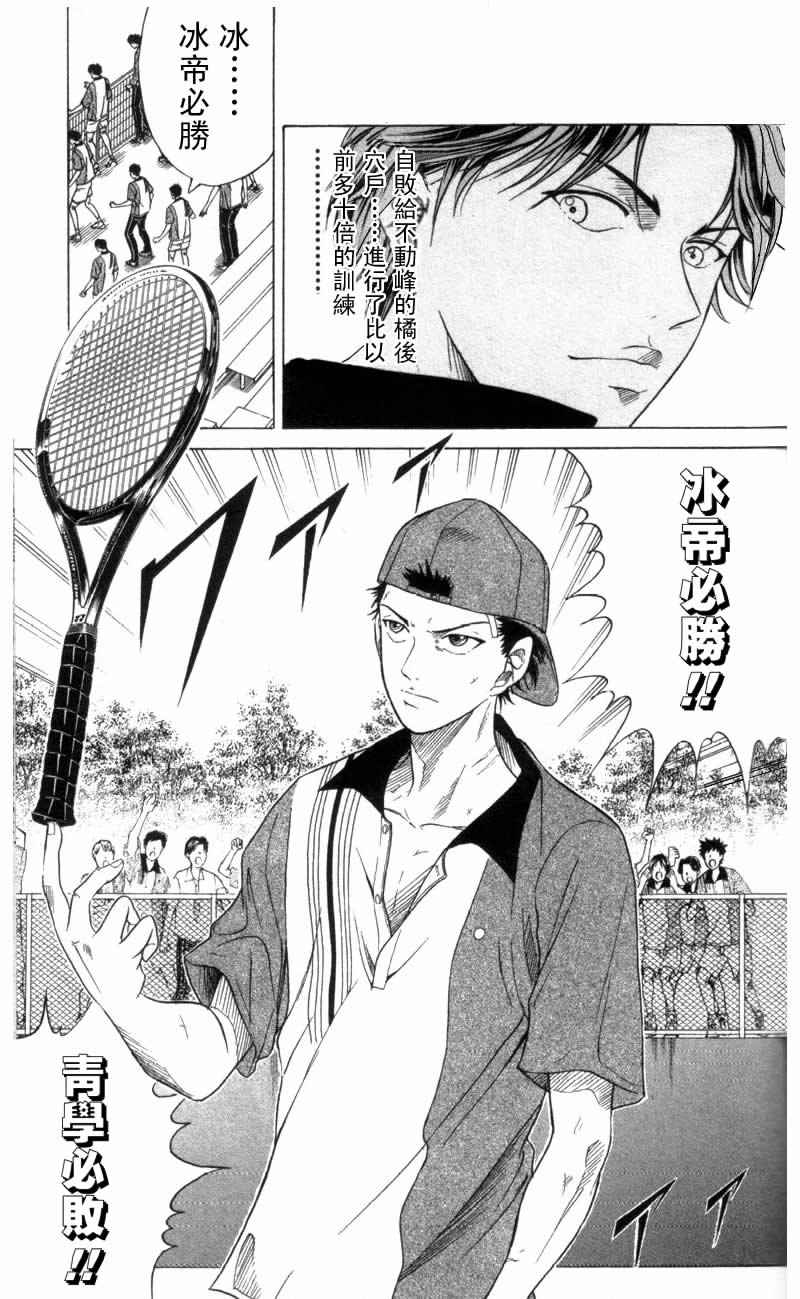 自敗給不動峰的橘後
穴戶……進行了比以
前多十倍的訓練
…………
冰……
冰帝必勝
冰帝必勝!!
青學必敗!!